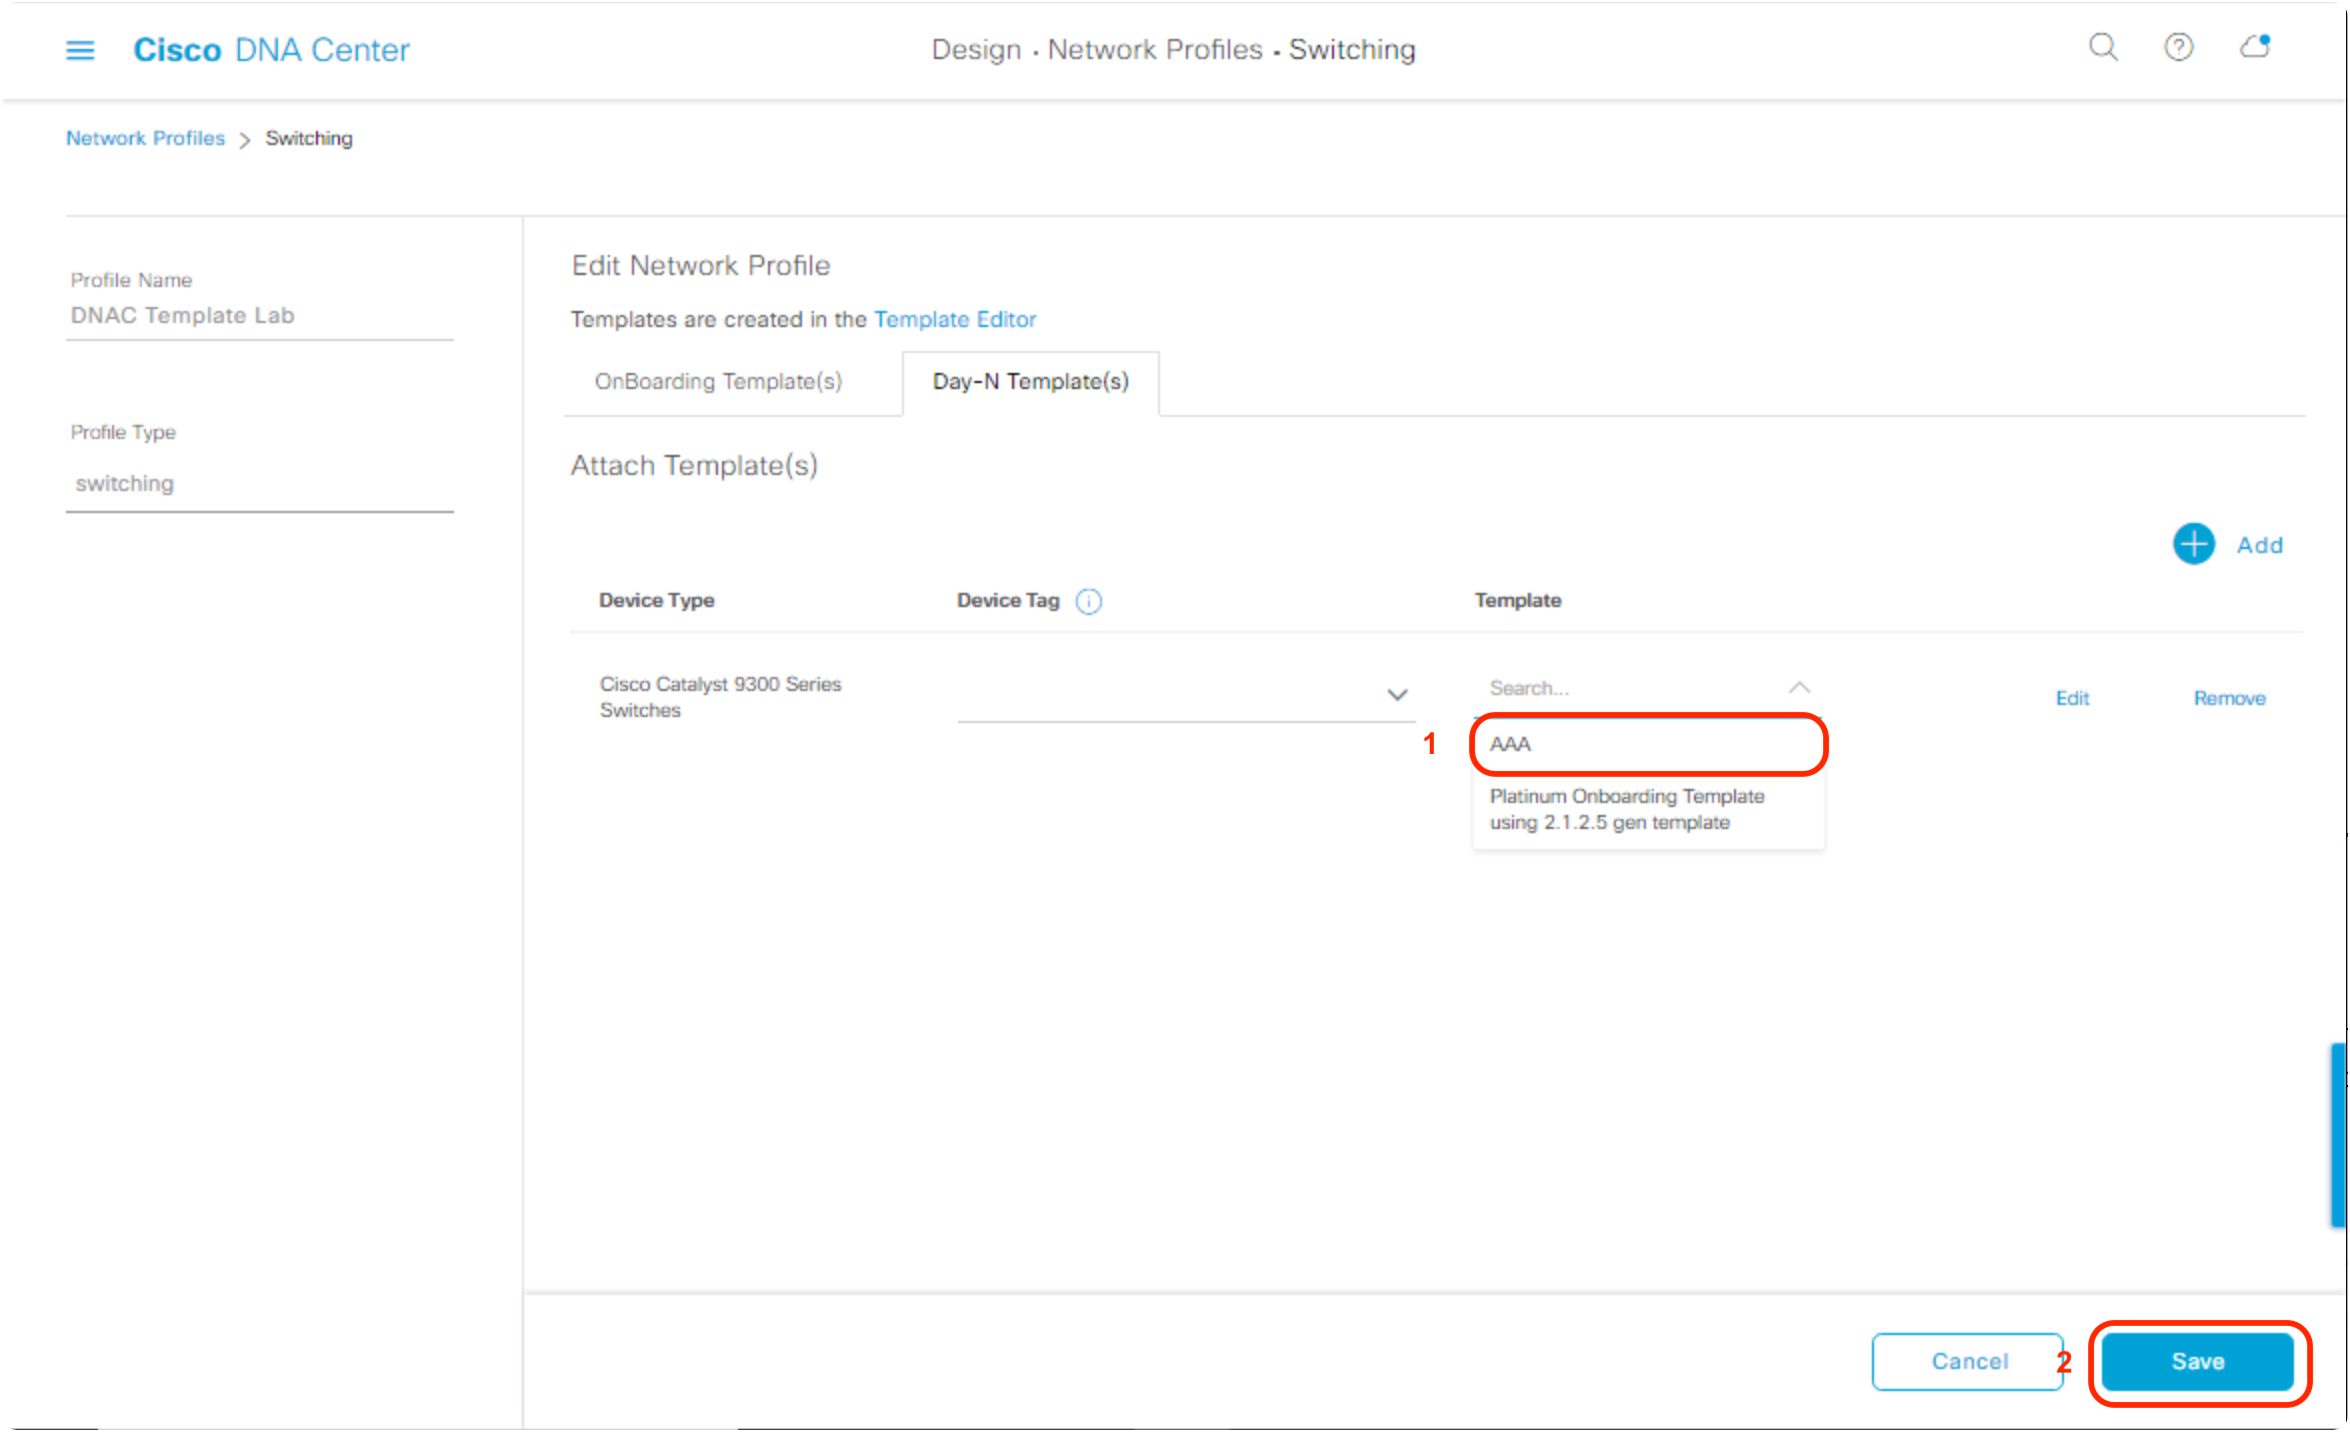 Cisco DNA Center
Design · Network Profiles · Switching
Network Profiles > Switching
Profile Name
DNAC Template Lab
Profile Type
switching
Edit Network Profile
Templates are created in the Template Editor
OnBoarding Template(s)
Day-N Template(s)
Attach Template(s)
Add
Device Type
Device Tag
Template
Cisco Catalyst 9300 Series
Switches
Search...
Edit
Remove
1
AAA
Platinum Onboarding Template
using 2.1.2.5 gen template
Cancel
2
Save